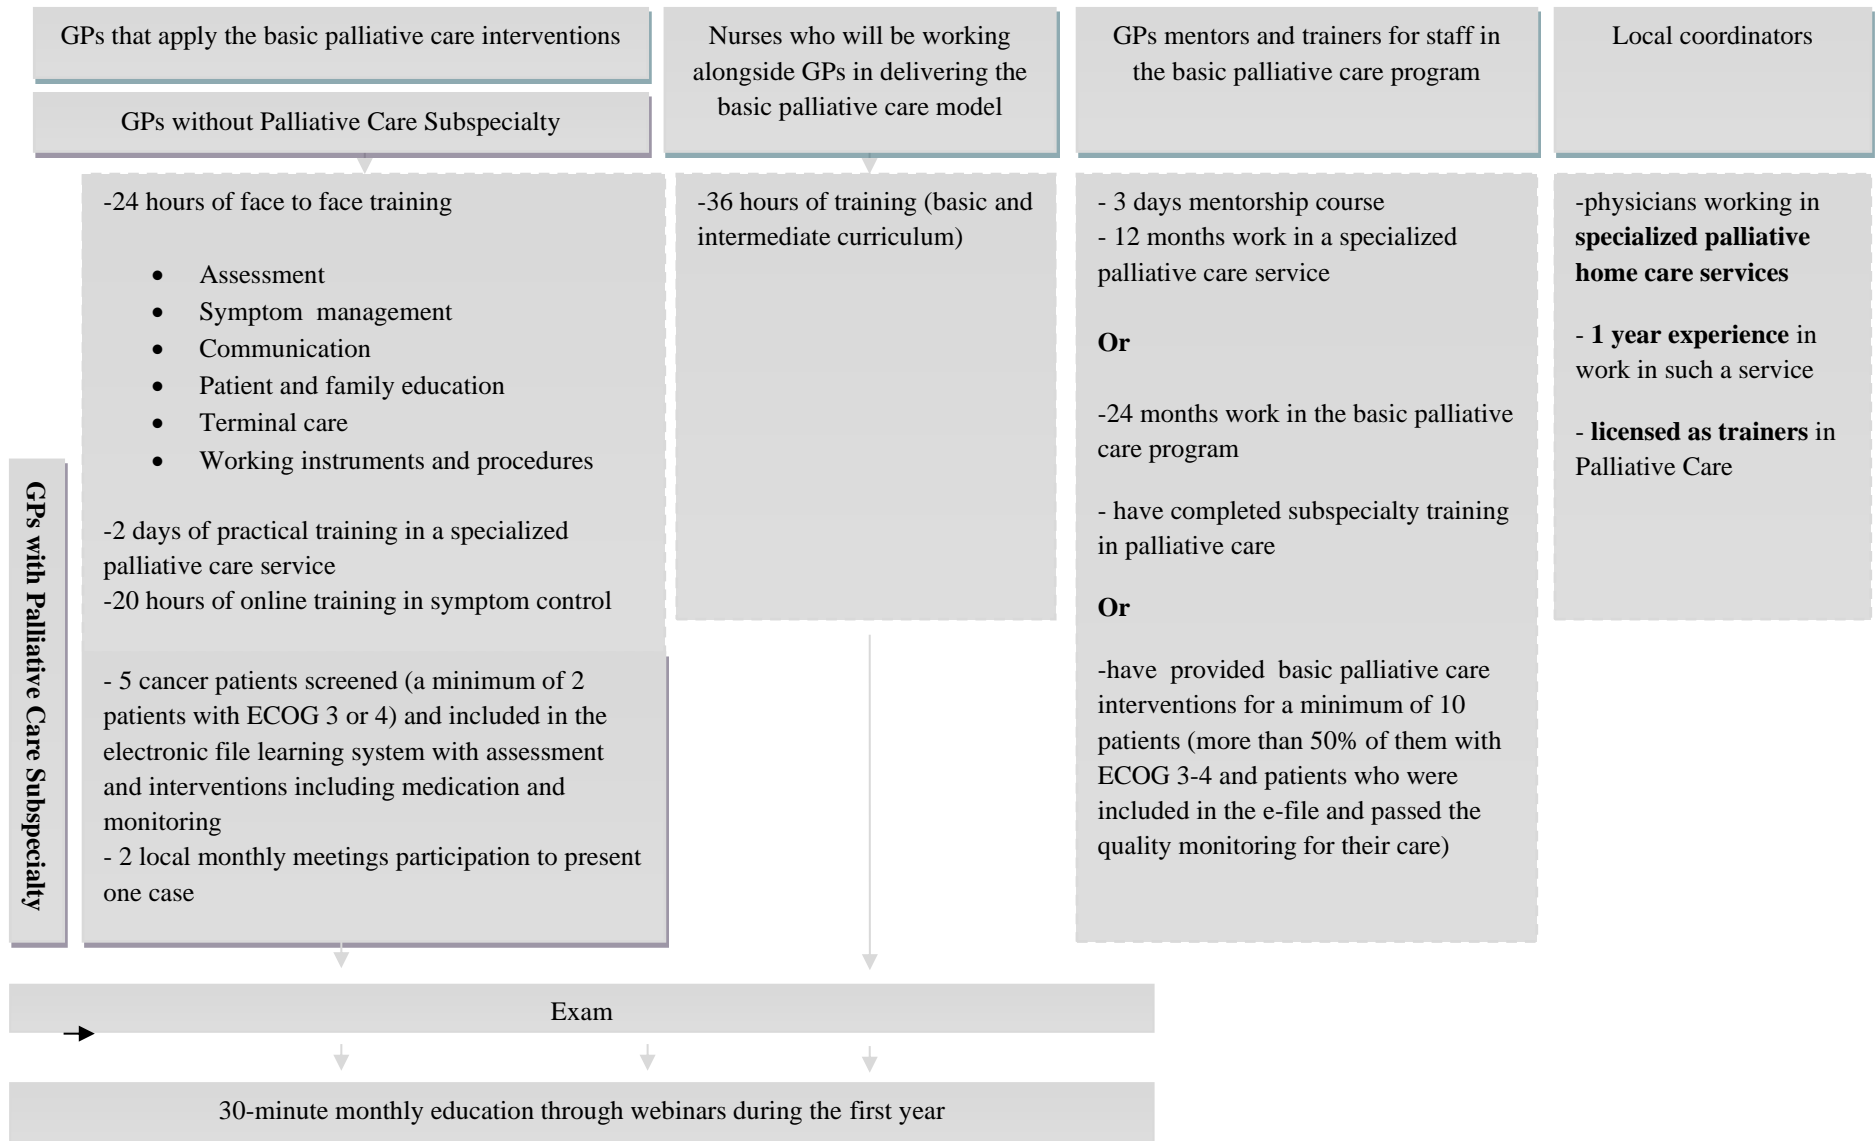 GPs that apply the basic palliative care interventions
GPs without Palliative Care Subspecialty
Nurses who will be working
alongside GPs in delivering the
basic palliative care model
GPs mentors and trainers for staff in
the basic palliative care program
Local coordinators
GPs with Palliative Care Subspecialty
-24 hours of face to face training
• Assessment
• Symptom management
• Communication
• Patient and family education
• Terminal care
• Working instruments and procedures
-2 days of practical training in a specialized
palliative care service
-20 hours of online training in symptom control
- 5 cancer patients screened (a minimum of 2
patients with ECOG 3 or 4) and included in the
electronic file learning system with assessment
and interventions including medication and
monitoring
- 2 local monthly meetings participation to present
one case
-36 hours of training (basic and
intermediate curriculum)
- 3 days mentorship course
- 12 months work in a specialized
palliative care service
Or
-24 months work in the basic palliative
care program
- have completed subspecialty training
in palliative care
Or
-have provided basic palliative care
interventions for a minimum of 10
patients (more than 50% of them with
ECOG 3-4 and patients who were
included in the e-file and passed the
quality monitoring for their care)
-physicians working in
specialized palliative
home care services
- 1 year experience in
work in such a service
- licensed as trainers in
Palliative Care
Exam
30-minute monthly education through webinars during the first year